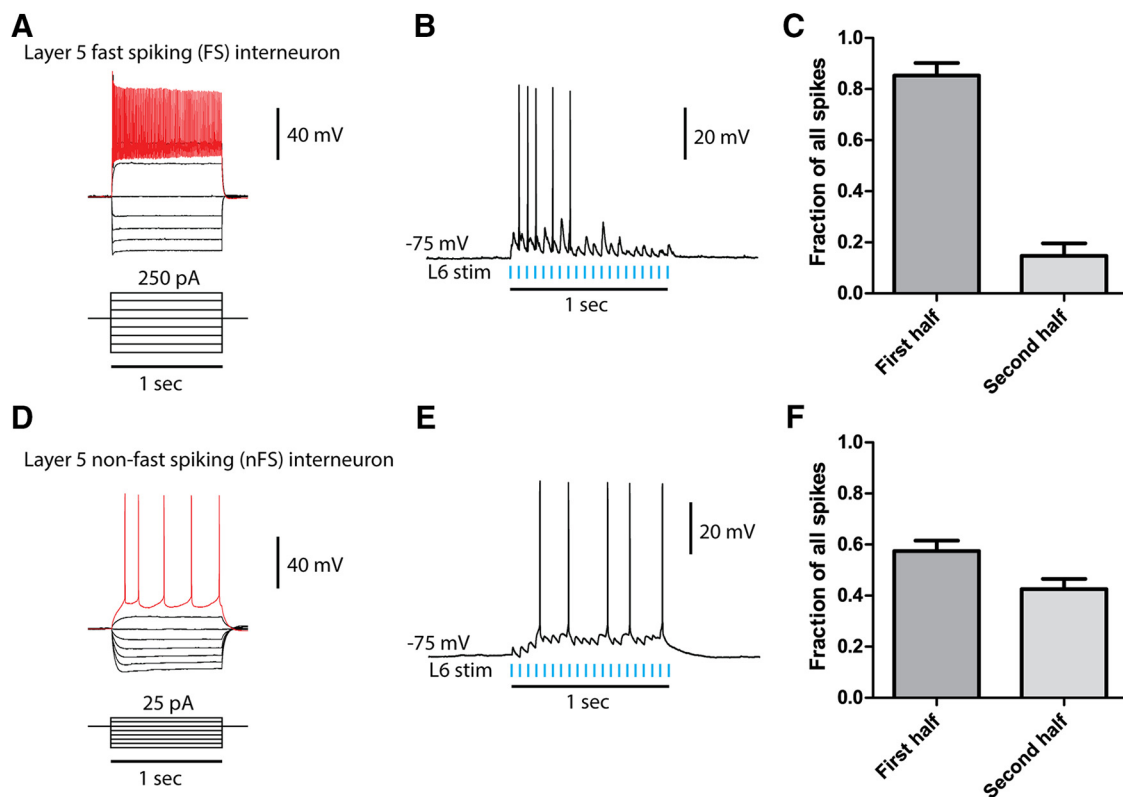 A
Layer 5 fast spiking (FS) interneuron
40 mV
250 pA
1 sec
B
20 mV
-75 mV
L6 stim
1 sec
C
Fraction of all spikes
1.0
0.8
0.6
0.4
0.2
0.0
First half
Second half
D
Layer 5 non-fast spiking (nFS) interneuron
40 mV
25 pA
1 sec
E
20 mV
-75 mV
L6 stim
1 sec
F
Fraction of all spikes
1.0
0.8
0.6
0.4
0.2
0.0
First half
Second half